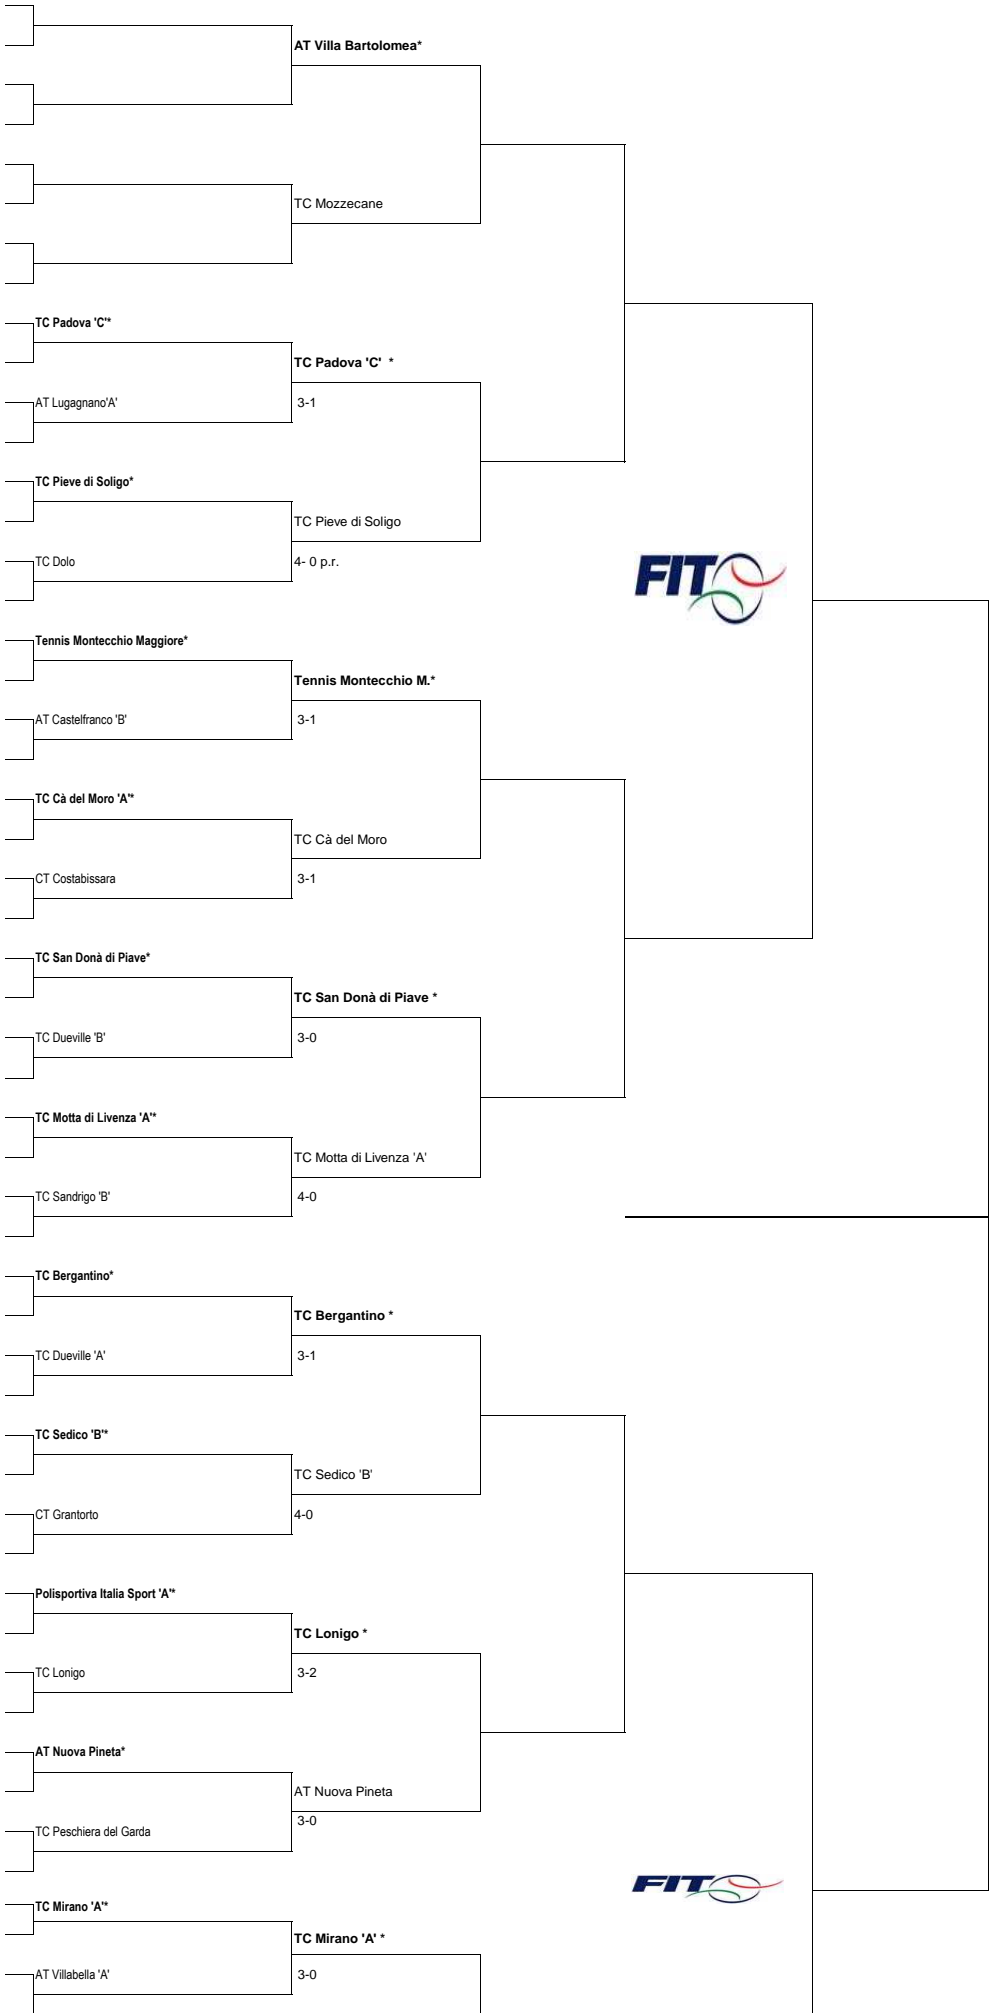 AT Villa Bartolomea*
TC Mozzecane
TC Padova 'C'*
TC Padova 'C' *
AT Lugagnano'A'
3-1
TC Pieve di Soligo*
TC Pieve di Soligo
TC Dolo
4- 0 p.r.
FIT
Tennis Montecchio Maggiore*
Tennis Montecchio M.*
AT Castelfranco 'B'
3-1
TC Cà del Moro 'A'*
TC Cà del Moro
CT Costabissara
3-1
TC San Donà di Piave*
TC San Donà di Piave *
TC Dueville 'B'
3-0
TC Motta di Livenza 'A'*
TC Motta di Livenza 'A'
TC Sandrigo 'B'
4-0
TC Bergantino*
TC Bergantino *
TC Dueville 'A'
3-1
TC Sedico 'B'*
TC Sedico 'B'
CT Grantorto
4-0
Polisportiva Italia Sport 'A'*
TC Lonigo *
TC Lonigo
3-2
AT Nuova Pineta*
AT Nuova Pineta
3-0
TC Peschiera del Garda
FIT
TC Mirano 'A'*
TC Mirano 'A' *
AT Villabella 'A'
3-0